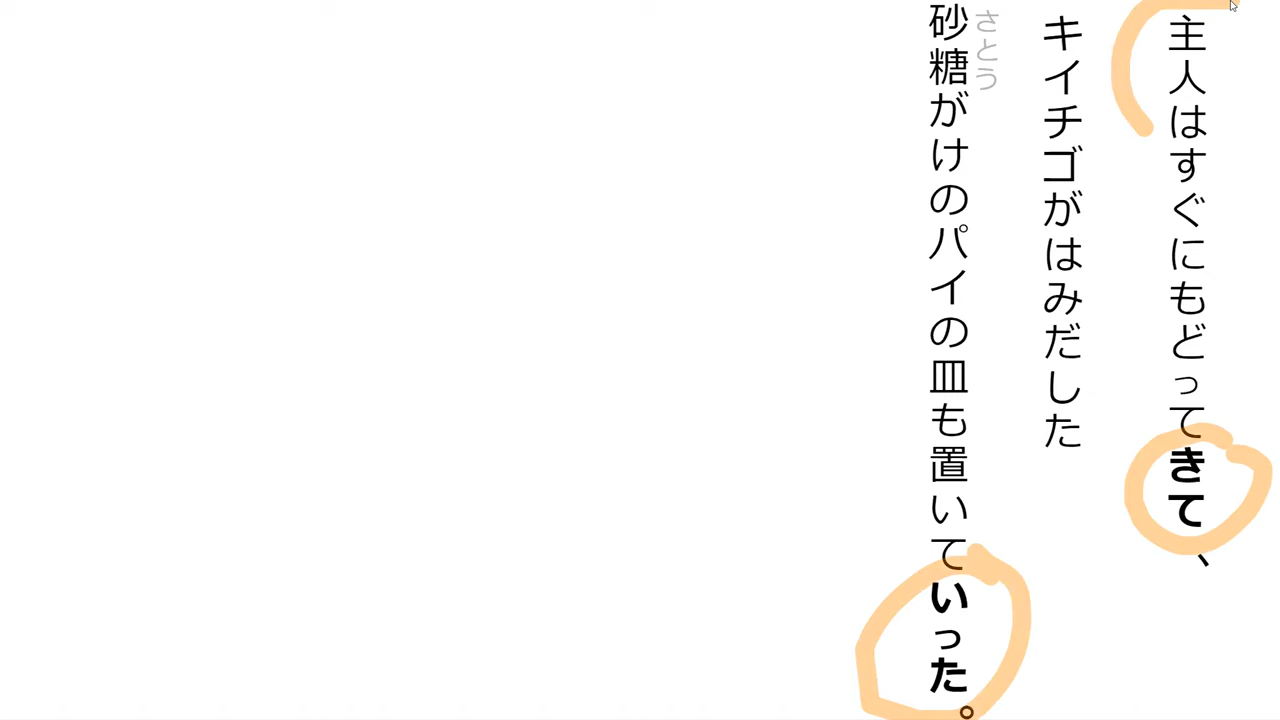 主人はすぐにもどってきて、
キイチゴがはみだした
砂糖がけのパイの皿も置いていった。
さとう